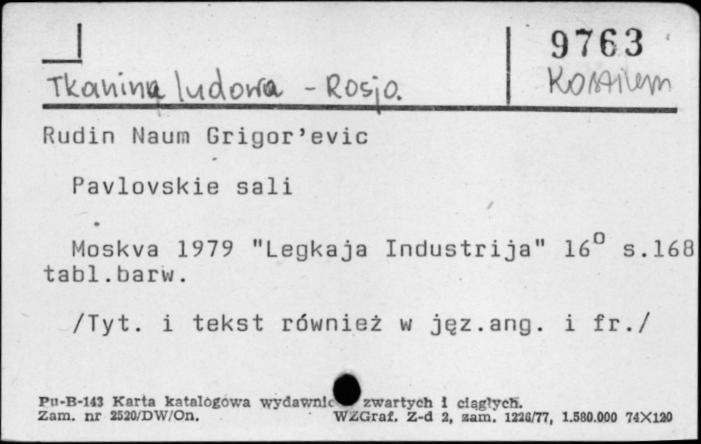 9763
Tkanina ludowa - Rosja.
Rudin Naum Grigor'evic
Pavlovskie sali
Moskva 1979 "Legkaja Industrija" 16° s.168
tabl.barw.
/Tyt. i tekst również w jęz.ang. i fr./
Pu-B-143 Karta katalogowa wydawnic zwartych i ciągłych.
Zam. nr 2520/DW/On. WZGraf. Z-d 2, zam. 1226/77, 1.580.000 74X120